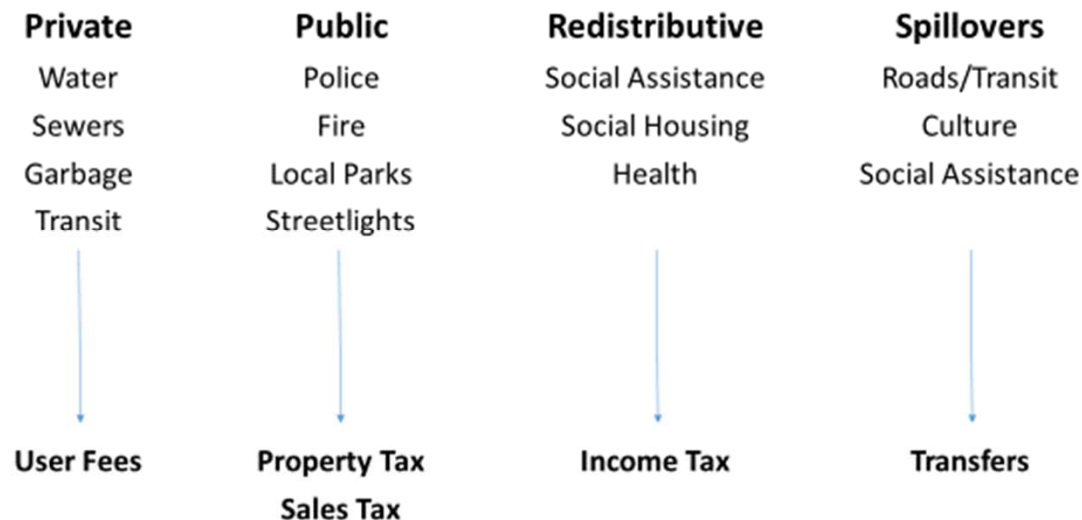 Private
Water
Sewers
Garbage
Transit
User Fees
Public
Police
Fire
Local Parks
Streetlights
Property Tax
Sales Tax
Redistributive
Social Assistance
Social Housing
Health
Income Tax
Spillovers
Roads/Transit
Culture
Social Assistance
Transfers